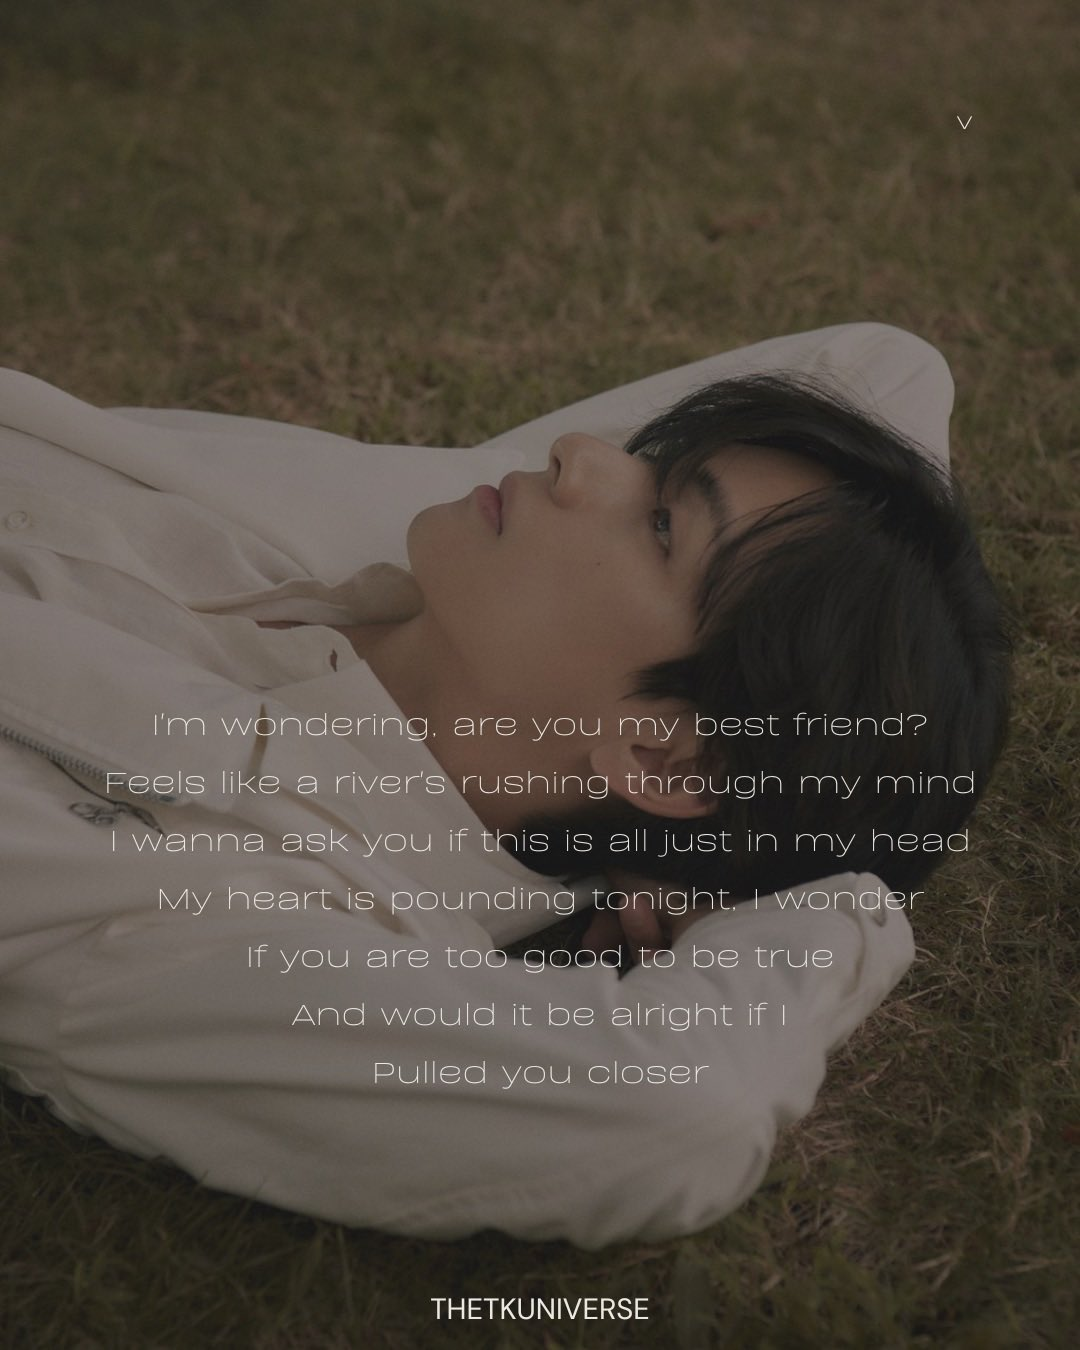 V
I'm wondering, are you my best friend?
Feels like a river's rushing through my mind
I wanna ask you if this is all just in my head
My heart is pounding tonight, I wonder
If you are too good to be true
And would it be alright if I
Pulled you closer
THETKUNIVERSE